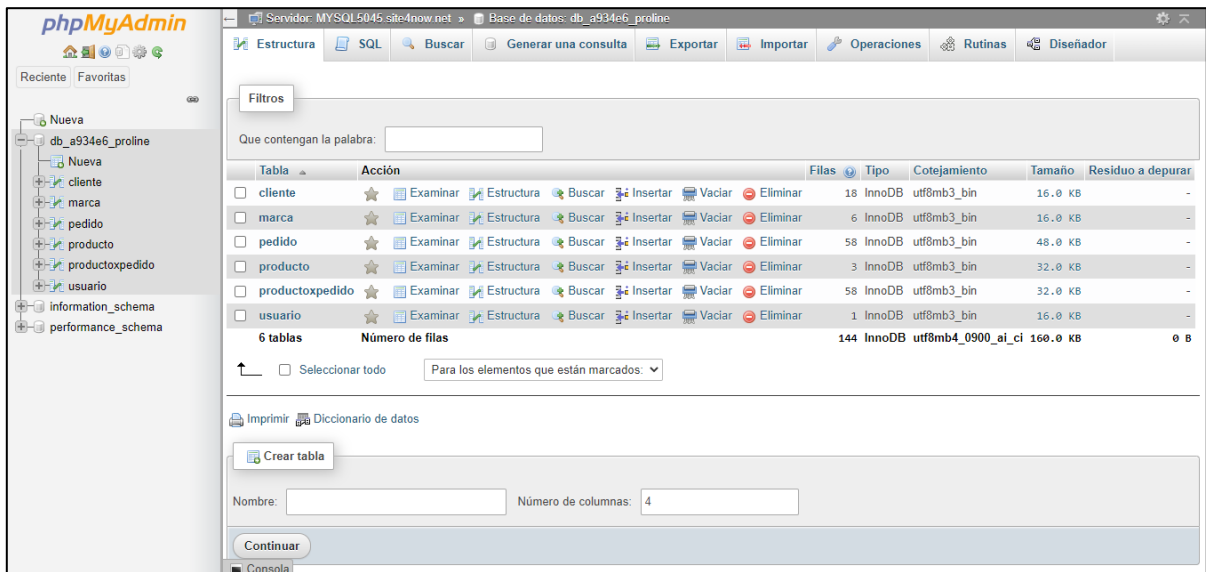 phpMyAdmin
Reciente Favoritas
Nueva
db_a934e6_proline
Nueva
cliente
marca
pedido
producto
productoxpedido
usuario
information_schema
performance_schema
Servidor: MYSQL5045.site4now.net » Base de datos: db_a934e6_proline
Estructura SQL Buscar Generar una consulta Exportar Importar Operaciones Rutinas Diseñador
Filtros
Que contengan la palabra:
Tabla Acción Filas Tipo Cotejamiento Tamaño Residuo a depurar
cliente Examinar Estructura Buscar Insertar Vaciar Eliminar 18 InnoDB utf8mb3_bin 16.0 KB -
marca Examinar Estructura Buscar Insertar Vaciar Eliminar 6 InnoDB utf8mb3_bin 16.0 KB -
pedido Examinar Estructura Buscar Insertar Vaciar Eliminar 58 InnoDB utf8mb3_bin 48.0 KB -
producto Examinar Estructura Buscar Insertar Vaciar Eliminar 3 InnoDB utf8mb3_bin 32.0 KB -
productoxpedido Examinar Estructura Buscar Insertar Vaciar Eliminar 58 InnoDB utf8mb3_bin 32.0 KB -
usuario Examinar Estructura Buscar Insertar Vaciar Eliminar 1 InnoDB utf8mb3_bin 16.0 KB -
6 tablas Número de filas 144 InnoDB utf8mb4_0900_ai_ci 160.0 KB 0 B
Seleccionar todo Para los elementos que están marcados:
Imprimir Diccionario de datos
Crear tabla
Nombre: Número de columnas: 4
Continuar
Consola